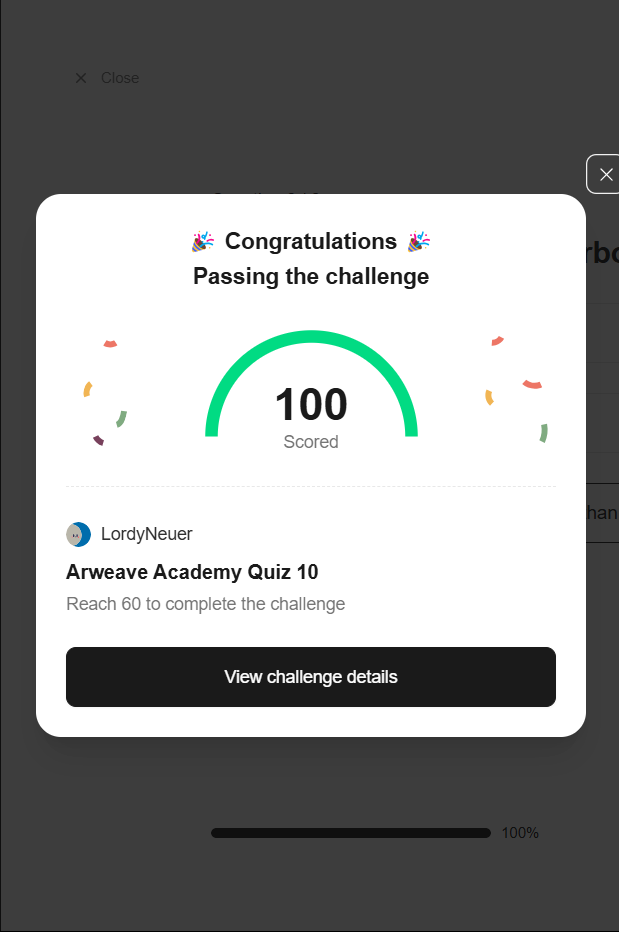 Close
🎉 Congratulations 🎉
Passing the challenge
100
Scored
LordyNeuer
Arweave Academy Quiz 10
Reach 60 to complete the challenge
View challenge details
100%